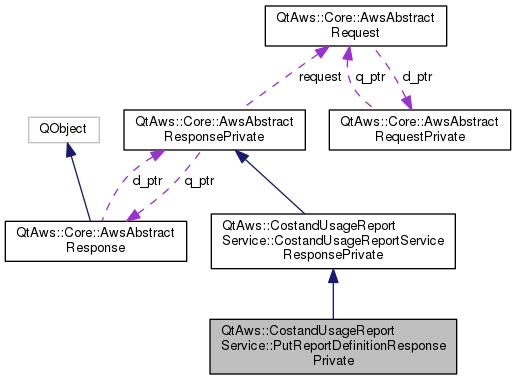 QtAws::Core::AwsAbstract
Request
request
q_ptr
d_ptr
QObject
QtAws::Core::AwsAbstract
ResponsePrivate
QtAws::Core::AwsAbstract
RequestPrivate
d_ptr
q_ptr
QtAws::Core::AwsAbstract
Response
QtAws::CostandUsageReport
Service::CostandUsageReportService
ResponsePrivate
QtAws::CostandUsageReport
Service::PutReportDefinitionResponse
Private